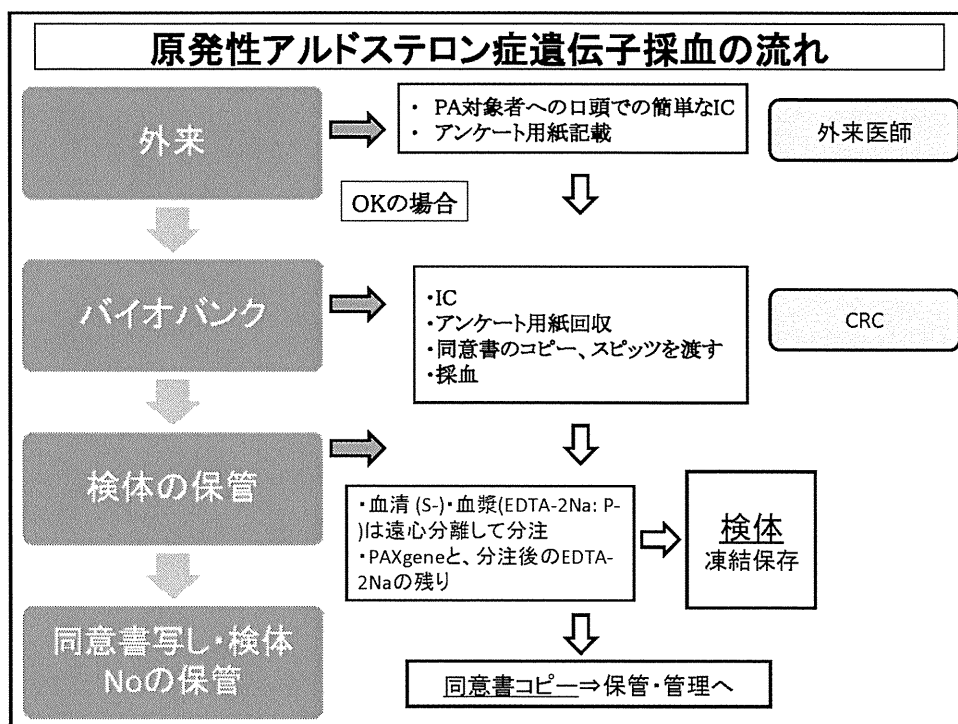 原発性アルドステロン症遺伝子採血の流れ
外来
・ PA対象者への口頭での簡単なIC
・ アンケート用紙記載
外来医師
OKの場合
バイオバンク
・IC
・アンケート用紙回収
・同意書のコピー、スピッツを渡す
・採血
CRC
検体の保管
・血清 (S-)・血漿(EDTA-2Na: P-
)は遠心分離して分注
・PAXgeneと、分注後のEDTA-
2Naの残り
検体
凍結保存
同意書写し・検体
Noの保管
同意書コピー⇒保管・管理へ